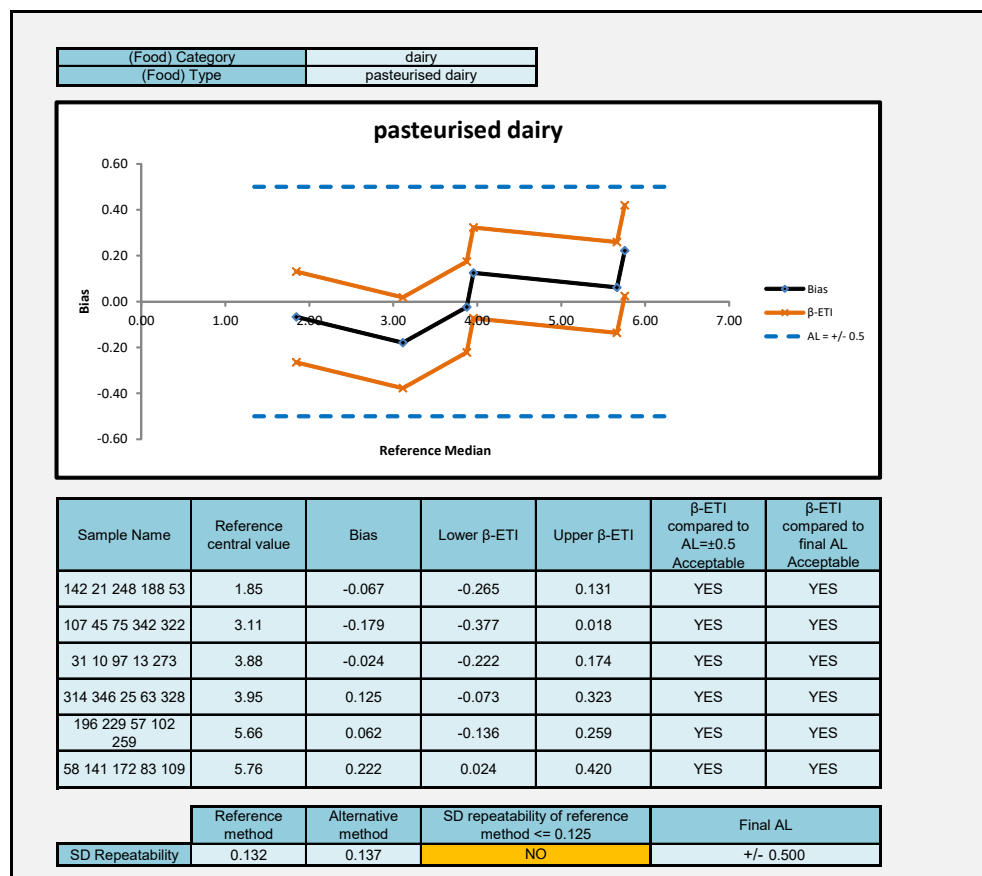 (Food) Category dairy
(Food) Type pasteurised dairy
pasteurised dairy
0.60
0.40
0.20
0.00
-0.20
-0.40
-0.60
Bias
0.00 1.00 2.00 3.00 4.00 5.00 6.00 7.00
Reference Median
Bias
β-ETI
AL = +/- 0.5
Sample Name Reference central value Bias Lower β-ETI Upper β-ETI β-ETI compared to AL=±0.5 Acceptable β-ETI compared to final AL Acceptable
142 21 248 188 53 1.85 -0.067 -0.265 0.131 YES YES
107 45 75 342 322 3.11 -0.179 -0.377 0.018 YES YES
31 10 97 13 273 3.88 -0.024 -0.222 0.174 YES YES
314 346 25 63 328 3.95 0.125 -0.073 0.323 YES YES
196 229 57 102 259 5.66 0.062 -0.136 0.259 YES YES
58 141 172 83 109 5.76 0.222 0.024 0.420 YES YES
Reference method Alternative method SD repeatability of reference method <= 0.125 Final AL
SD Repeatability 0.132 0.137 NO +/- 0.500